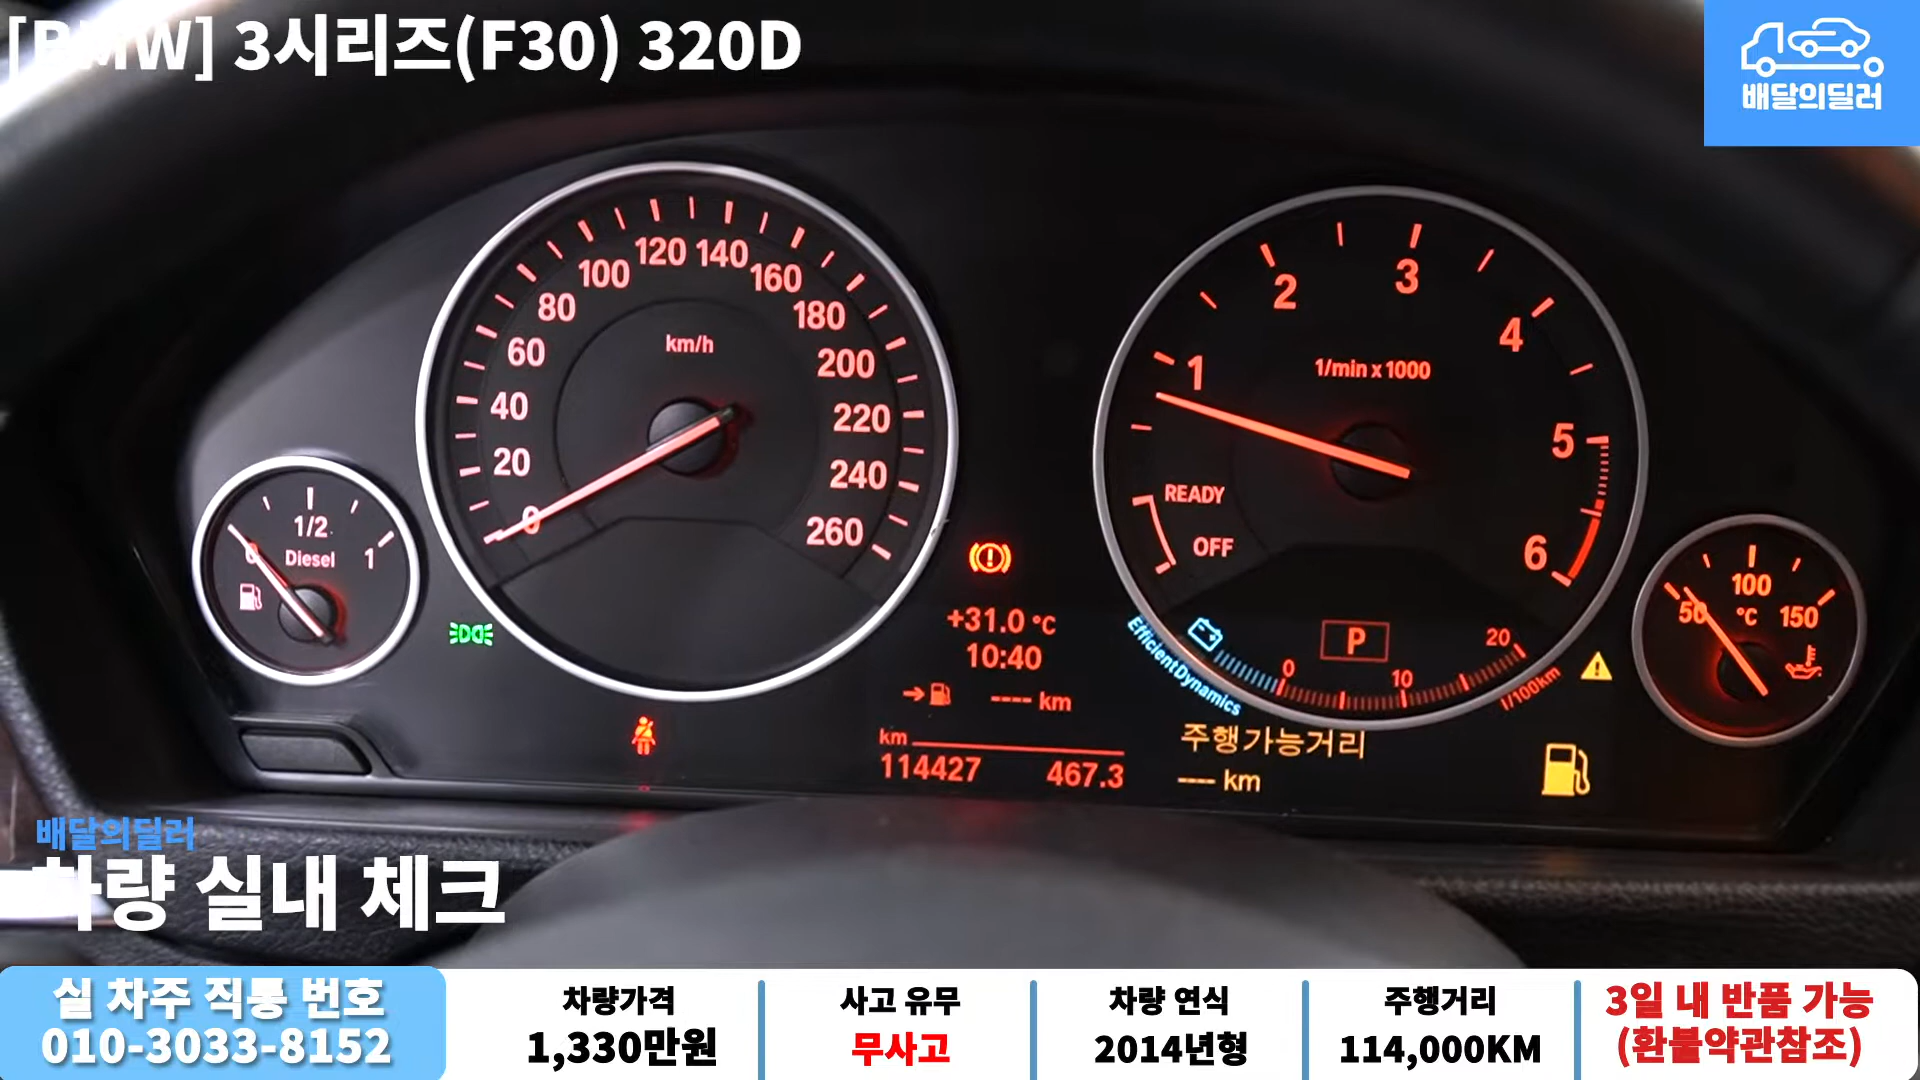 [BMW] 3시리즈(F30) 320D
배달의딜러
20
40
60
80
100
120
140
160
180
200
220
240
260
0
km/h
0
1/2
1
Diesel
1
2
3
4
5
6
1/min x 1000
READY
OFF
50
100
150
°C
+31.0 °C
10:40
---- km
km
114427 467.3
EfficientDynamics
P
0
10
20
l/100km
주행가능거리
---- km
배달의딜러
차량 실내 체크
실 차주 직통 번호
010-3033-8152
차량가격
1,330만원
사고 유무
무사고
차량 연식
2014년형
주행거리
114,000KM
3일 내 반품 가능
(환불약관참조)